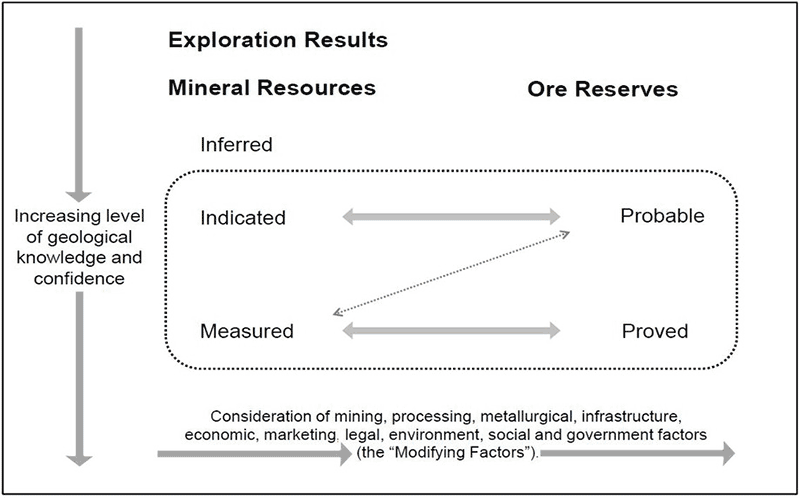 Exploration Results
Mineral Resources
Ore Reserves
Inferred
Increasing level
of geological
knowledge and
confidence
Indicated
Probable
Measured
Proved
Consideration of mining, processing, metallurgical, infrastructure,
economic, marketing, legal, environment, social and government factors
(the “Modifying Factors”).